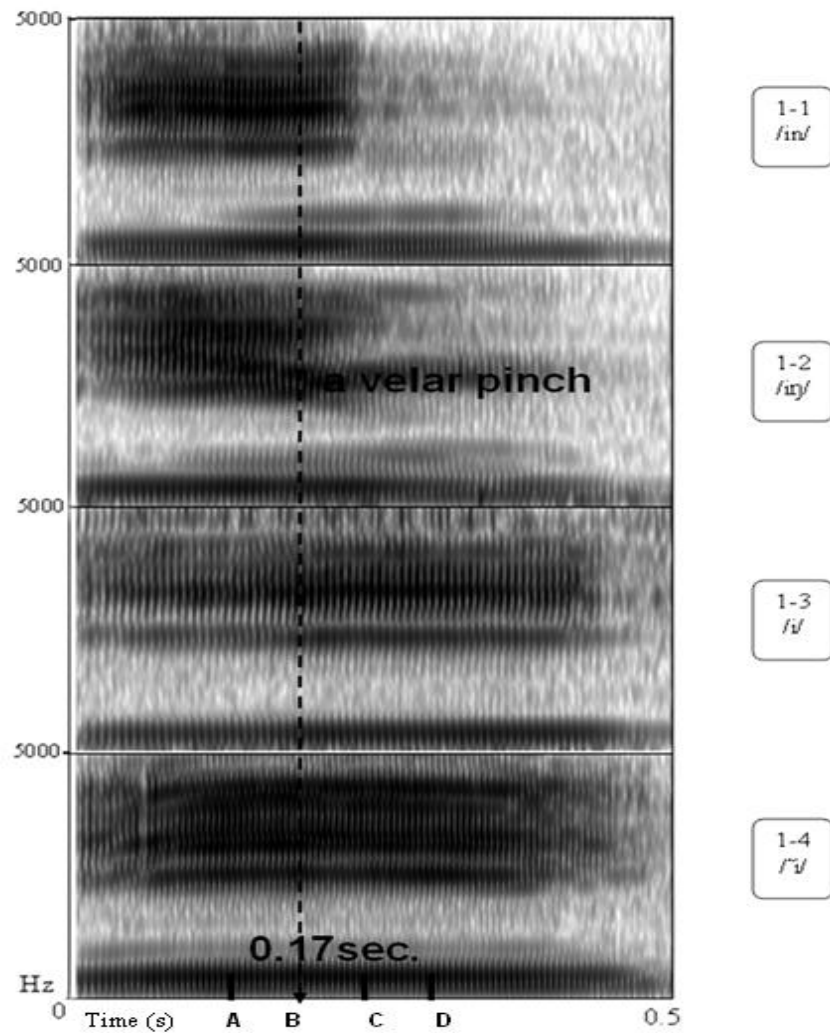 5000
1-1
/in/
5000
a velar pinch
1-2
/iŋ/
5000
1-3
/i/
5000
1-4
/ĩ/
0.17sec.
Hz
0 Time (s) A B C D 0.5